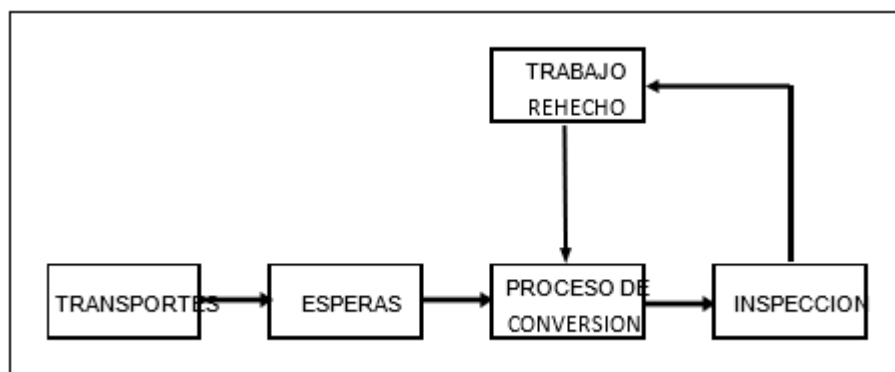 TRABAJO
REHECHO
TRANSPORTES
ESPERAS
PROCESO DE
CONVERSION
INSPECCION